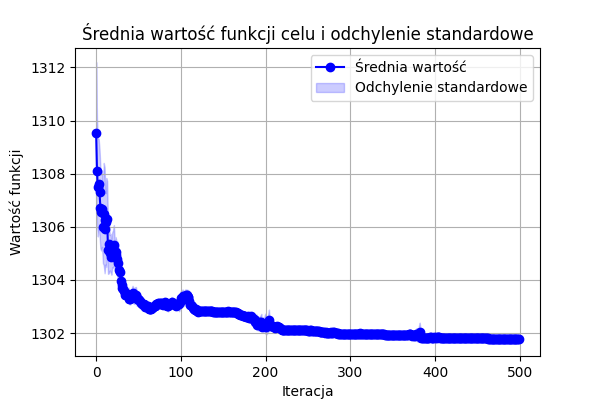 Średnia wartość funkcji celu i odchylenie standardowe
Średnia wartość
Odchylenie standardowe
Wartość funkcji
1312
1310
1308
1306
1304
1302
0 100 200 300 400 500
Iteracja